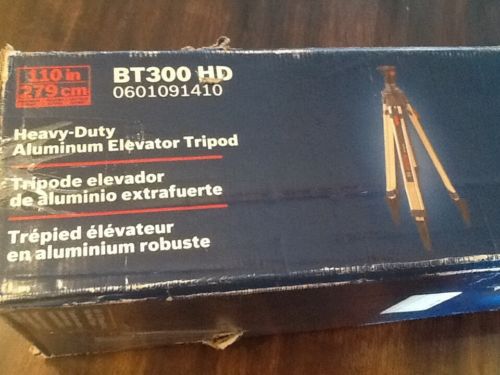 110 in
279 cm
BT300 HD
0601091410
Heavy-Duty
Aluminum Elevator Tripod
Trípode elevador
de aluminio extrafuerte
Trépied élévateur
en aluminium robuste